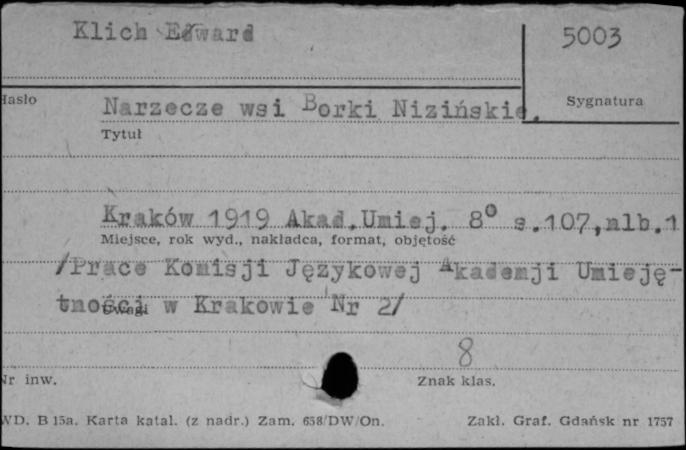 Klich Edward
5003
Hasło
Sygnatura
Narzecze wsi Borki Nizińskie.
Tytuł
Kraków 1919 Akad.Umiej. 8° s.107,nlb.1
Miejsce, rok wyd., nakładca, format, objętość
/Prace Komisji Językowej Akademji Umieję-
tności w Krakowie Nr 2/
Uwagi
8
Nr inw.
Znak klas.
WD. B 15a. Karta katal. (z nadr.) Zam. 658/DW/On.
Zakł. Graf. Gdańsk nr 1757